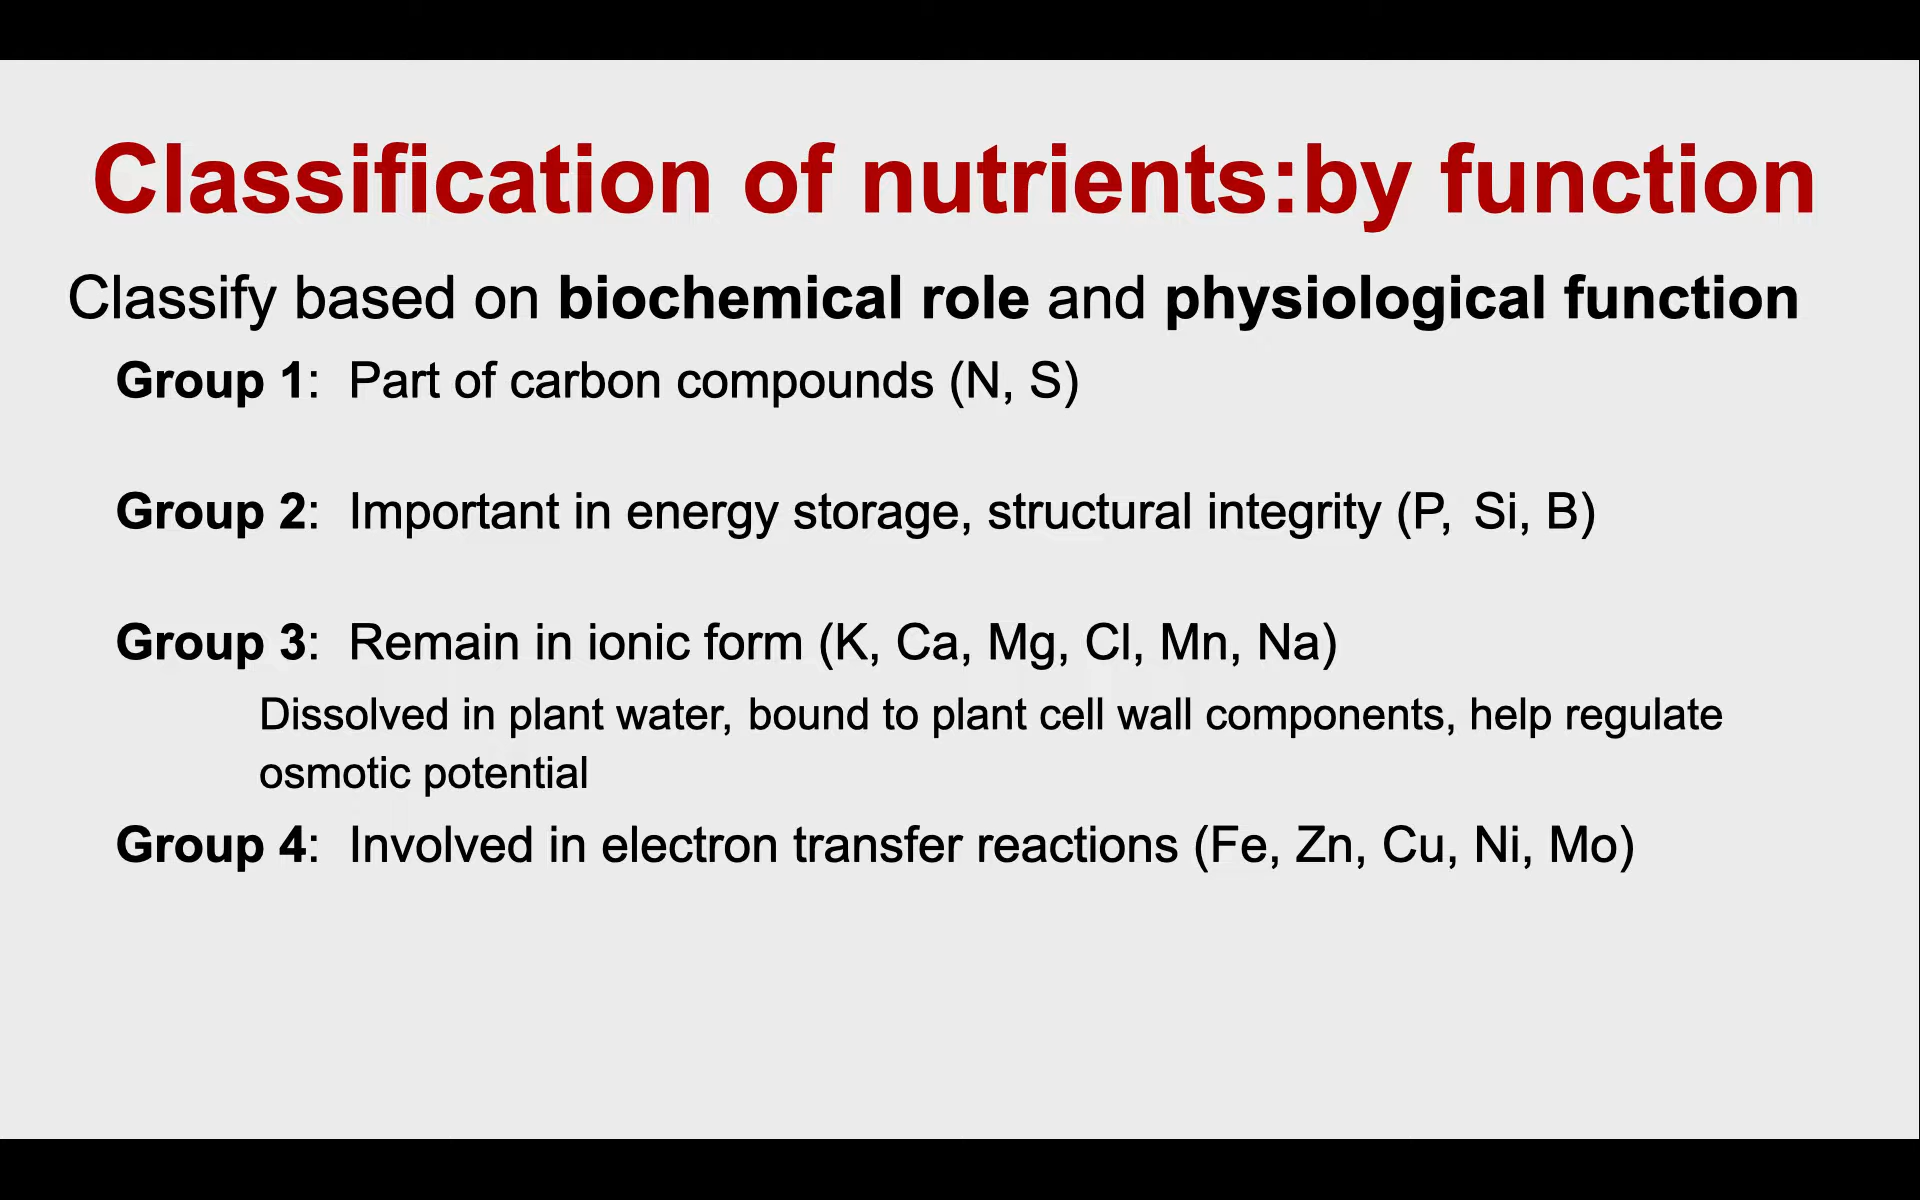 Classification of nutrients:by function
Classify based on biochemical role and physiological function
Group 1: Part of carbon compounds (N, S)
Group 2: Important in energy storage, structural integrity (P, Si, B)
Group 3: Remain in ionic form (K, Ca, Mg, Cl, Mn, Na)
Dissolved in plant water, bound to plant cell wall components, help regulate
osmotic potential
Group 4: Involved in electron transfer reactions (Fe, Zn, Cu, Ni, Mo)